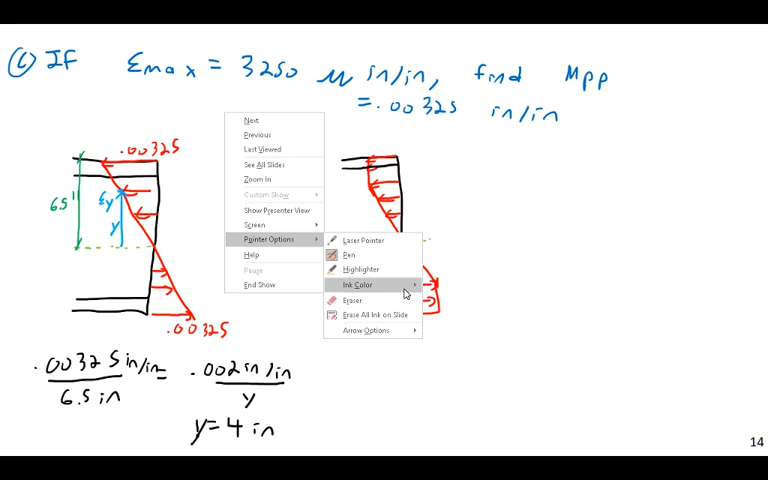 (c) IF εmax = 3250 μ in/in, find Mpp
= .00325 in/in
.00325
6.5"
εy
y
.00325
Next
Previous
Last Viewed
See All Slides
Zoom In
Custom Show
Show Presenter View
Screen
Pointer Options
Help
Pause
End Show
Laser Pointer
Pen
Highlighter
Ink Color
Eraser
Erase All Ink on Slide
Arrow Options
.00325 in/in = .002 in/in
6.5 in y
y = 4 in
14